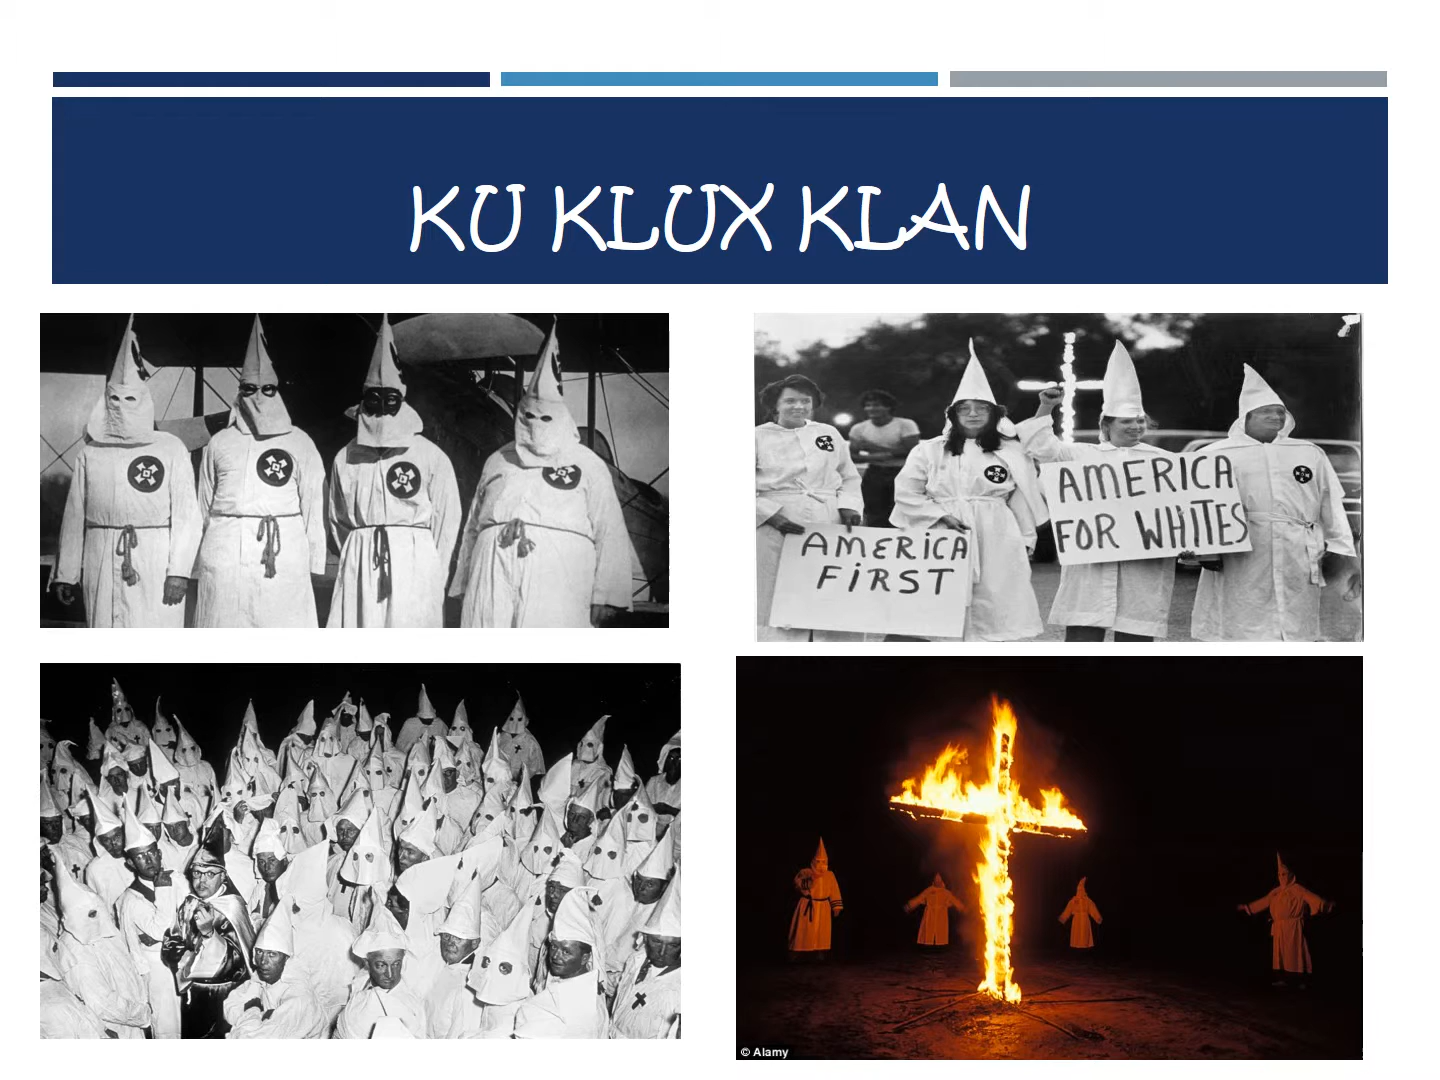 KU KLUX KLAN
AMERICA
FIRST
AMERICA
FOR WHITES
© Alamy